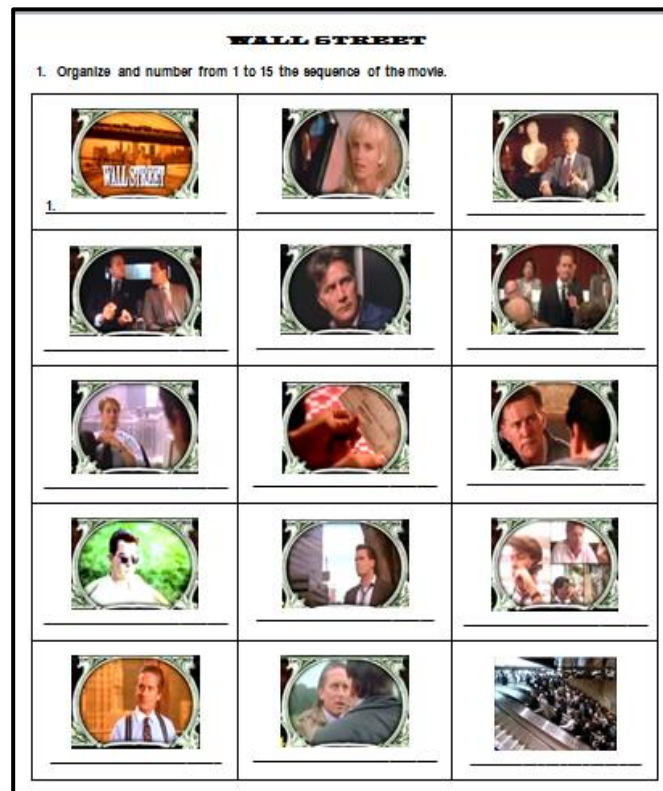 WALL STREET
1. Organize and number from 1 to 15 the sequence of the movie.
WALL STREET
1.